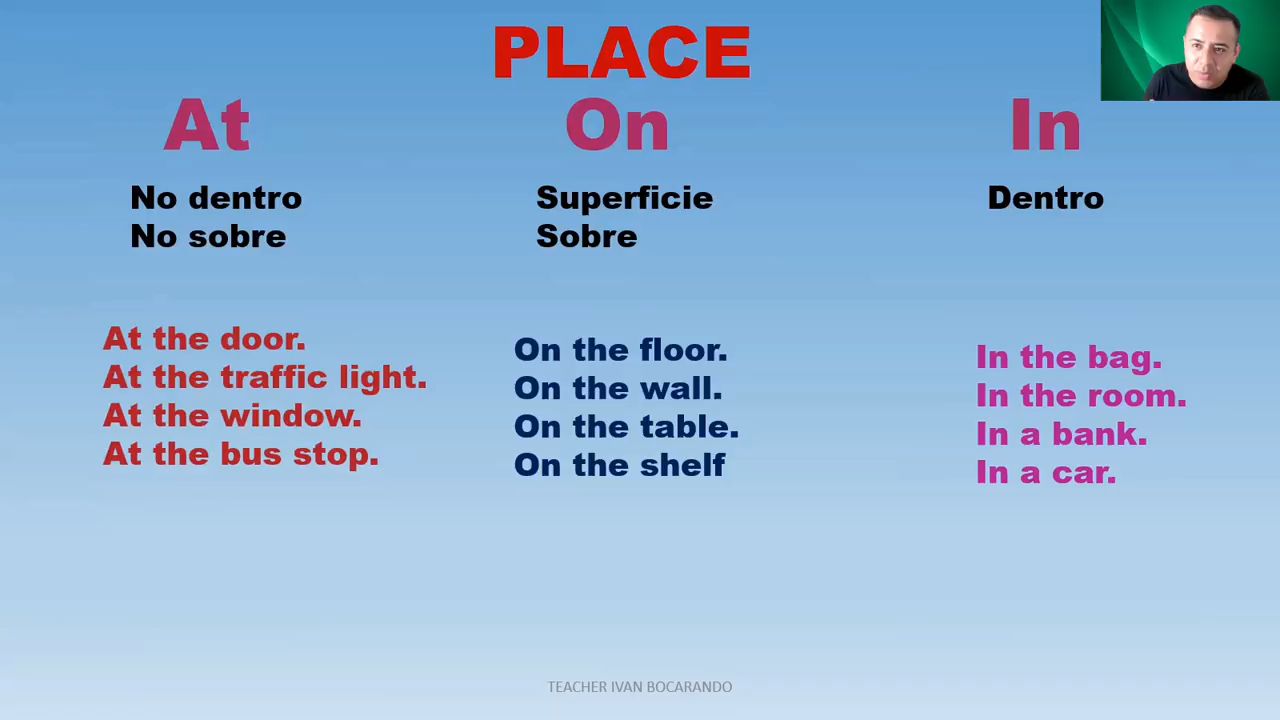 PLACE
At
No dentro
No sobre
At the door.
At the traffic light.
At the window.
At the bus stop.
On
Superficie
Sobre
On the floor.
On the wall.
On the table.
On the shelf
In
Dentro
In the bag.
In the room.
In a bank.
In a car.
TEACHER IVAN BOCARANDO